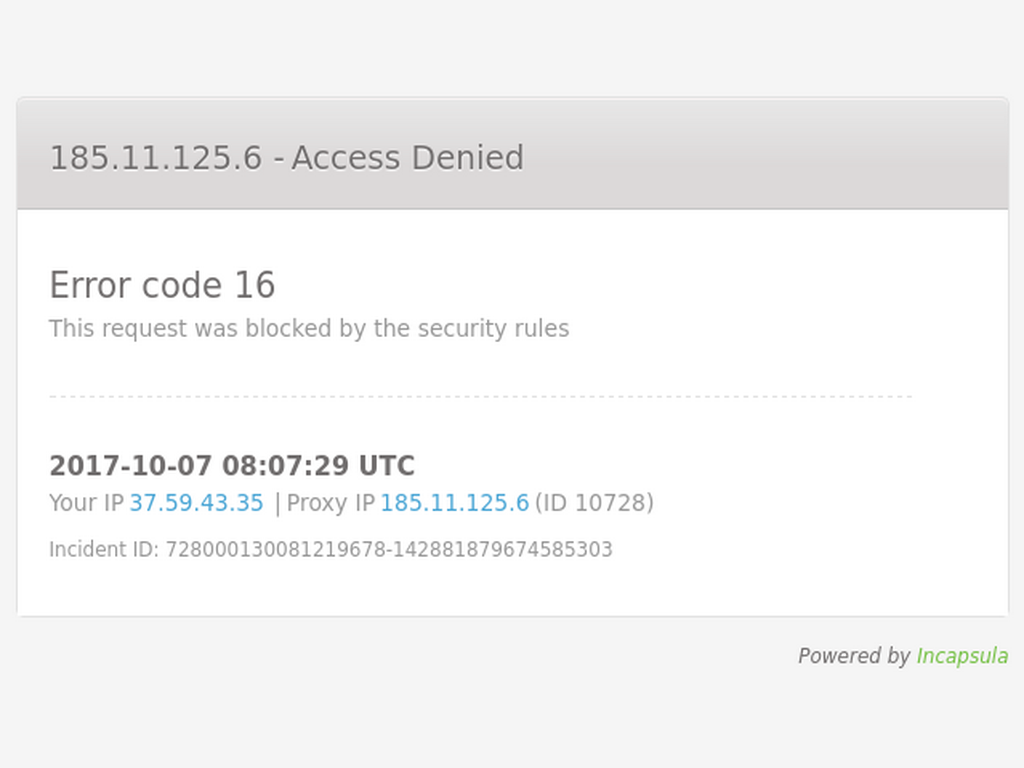 185.11.125.6 - Access Denied
Error code 16
This request was blocked by the security rules
2017-10-07 08:07:29 UTC
Your IP 37.59.43.35 | Proxy IP 185.11.125.6 (ID 10728)
Incident ID: 728000130081219678-142881879674585303
Powered by Incapsula